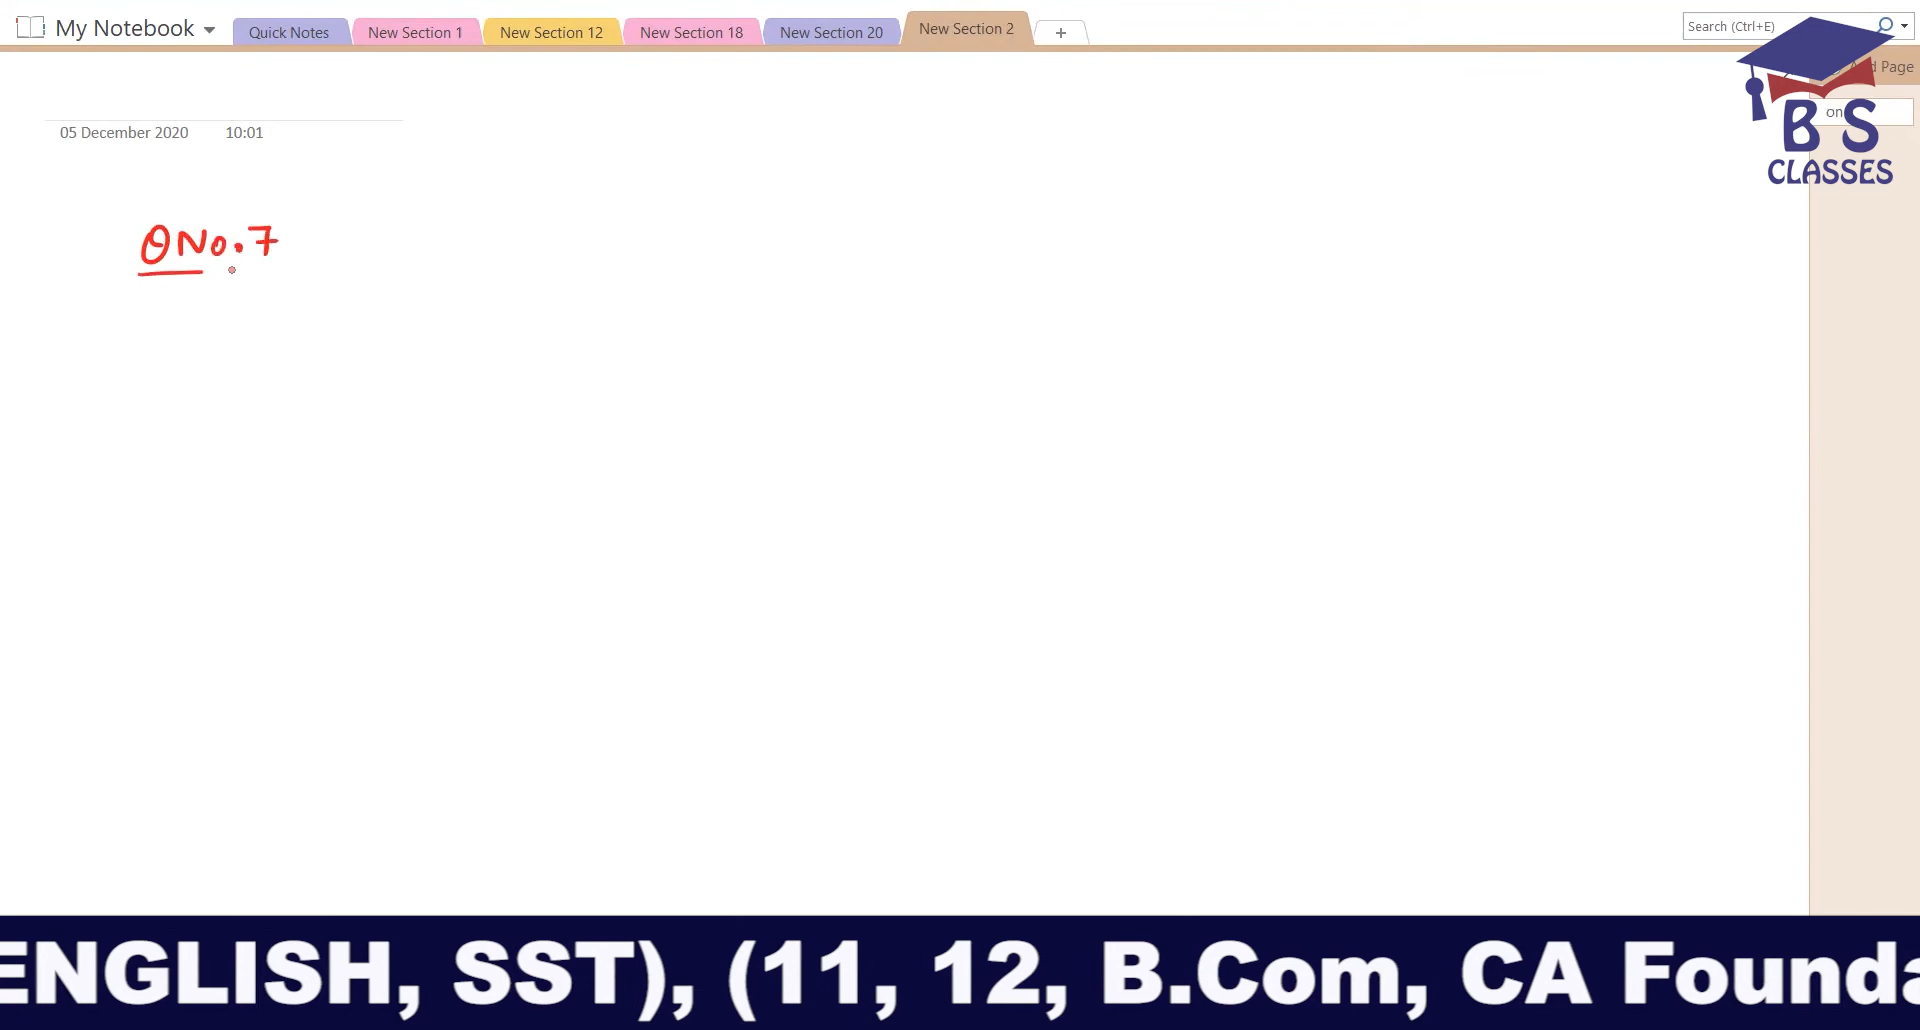 My Notebook
Quick Notes
New Section 1
New Section 12
New Section 18
New Section 20
New Section 2
+
Search (Ctrl+E)
Page
05 December 2020 10:01
on
B S
CLASSES
QNo.7
ENGLISH, SST), (11, 12, B.Com, CA Founda